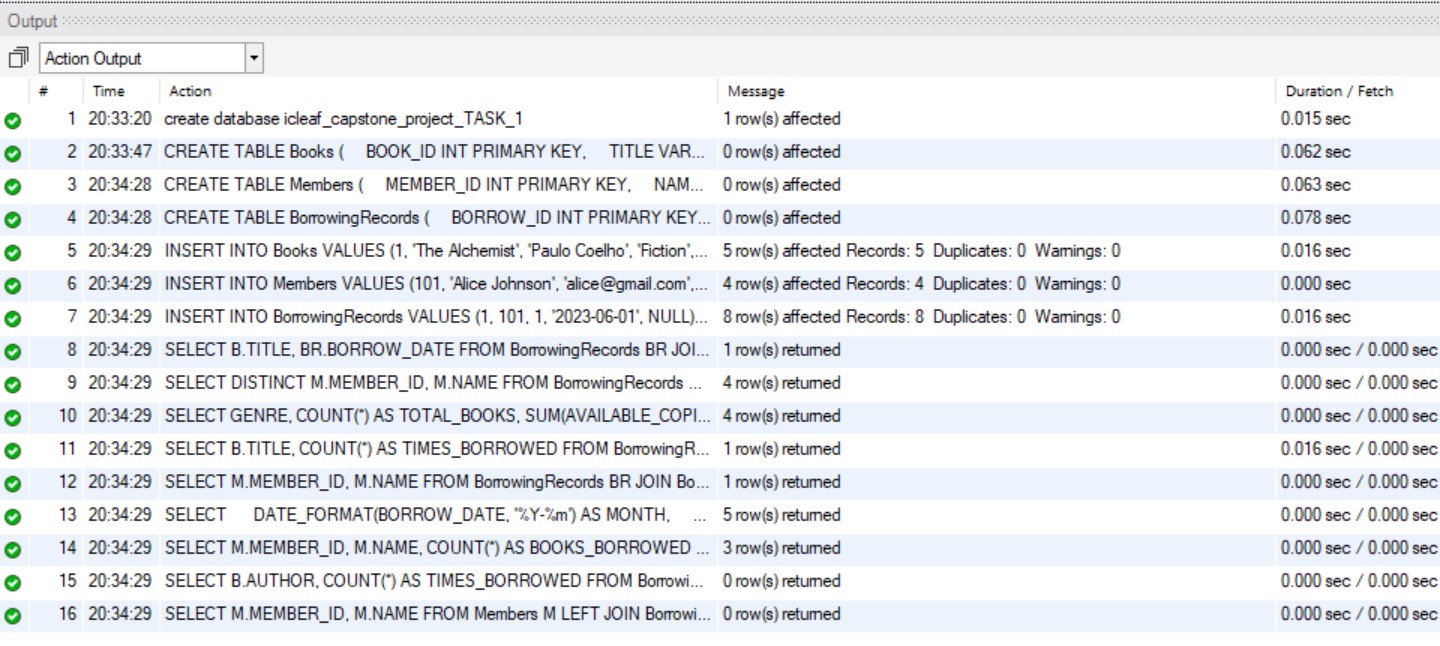 Output
Action Output
# Time Action Message Duration / Fetch
1 20:33:20 create database icleaf_capstone_project_TASK_1 1 row(s) affected 0.015 sec
2 20:33:47 CREATE TABLE Books ( BOOK_ID INT PRIMARY KEY, TITLE VAR... 0 row(s) affected 0.062 sec
3 20:34:28 CREATE TABLE Members ( MEMBER_ID INT PRIMARY KEY, NAM... 0 row(s) affected 0.063 sec
4 20:34:28 CREATE TABLE BorrowingRecords ( BORROW_ID INT PRIMARY KEY... 0 row(s) affected 0.078 sec
5 20:34:29 INSERT INTO Books VALUES (1, 'The Alchemist', 'Paulo Coelho', 'Fiction',... 5 row(s) affected Records: 5 Duplicates: 0 Warnings: 0 0.016 sec
6 20:34:29 INSERT INTO Members VALUES (101, 'Alice Johnson', 'alice@gmail.com',... 4 row(s) affected Records: 4 Duplicates: 0 Warnings: 0 0.000 sec
7 20:34:29 INSERT INTO BorrowingRecords VALUES (1, 101, 1, '2023-06-01', NULL)... 8 row(s) affected Records: 8 Duplicates: 0 Warnings: 0 0.016 sec
8 20:34:29 SELECT B.TITLE, BR.BORROW_DATE FROM BorrowingRecords BR JOI... 1 row(s) returned 0.000 sec / 0.000 sec
9 20:34:29 SELECT DISTINCT M.MEMBER_ID, M.NAME FROM BorrowingRecords ... 4 row(s) returned 0.000 sec / 0.000 sec
10 20:34:29 SELECT GENRE, COUNT(*) AS TOTAL_BOOKS, SUM(AVAILABLE_COPI... 4 row(s) returned 0.000 sec / 0.000 sec
11 20:34:29 SELECT B.TITLE, COUNT(*) AS TIMES_BORROWED FROM BorrowingR... 1 row(s) returned 0.016 sec / 0.000 sec
12 20:34:29 SELECT M.MEMBER_ID, M.NAME FROM BorrowingRecords BR JOIN Bo... 1 row(s) returned 0.000 sec / 0.000 sec
13 20:34:29 SELECT DATE_FORMAT(BORROW_DATE, '%Y-%m') AS MONTH, ... 5 row(s) returned 0.000 sec / 0.000 sec
14 20:34:29 SELECT M.MEMBER_ID, M.NAME, COUNT(*) AS BOOKS_BORROWED ... 3 row(s) returned 0.000 sec / 0.000 sec
15 20:34:29 SELECT B.AUTHOR, COUNT(*) AS TIMES_BORROWED FROM Borrowi... 0 row(s) returned 0.000 sec / 0.000 sec
16 20:34:29 SELECT M.MEMBER_ID, M.NAME FROM Members M LEFT JOIN Borrowi... 0 row(s) returned 0.000 sec / 0.000 sec